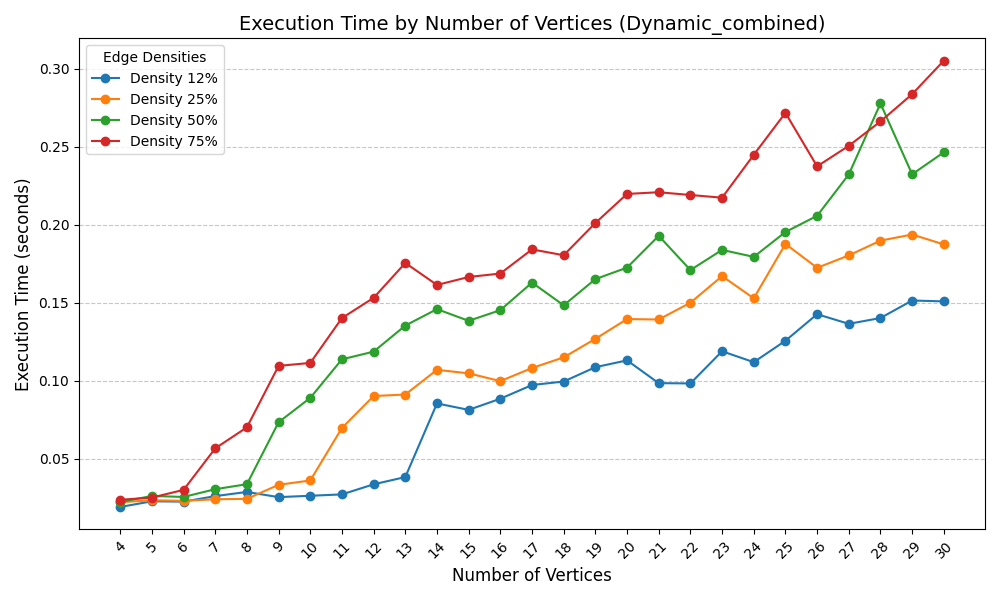 Execution Time by Number of Vertices (Dynamic_combined)
Edge Densities
Density 12%
Density 25%
Density 50%
Density 75%
Execution Time (seconds)
0.30
0.25
0.20
0.15
0.10
0.05
4 5 6 7 8 9 10 11 12 13 14 15 16 17 18 19 20 21 22 23 24 25 26 27 28 29 30
Number of Vertices